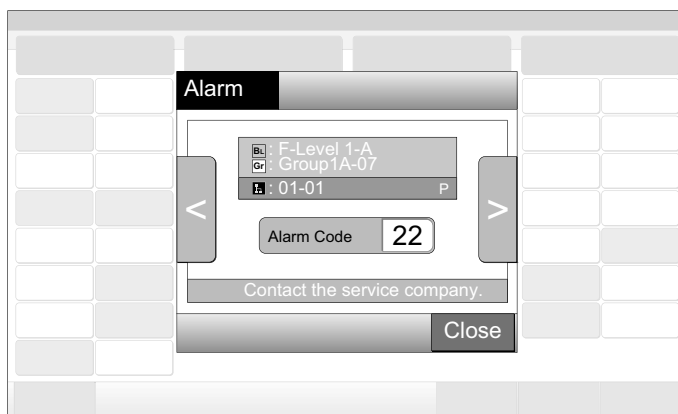 Alarm
BL : F-Level 1-A
Gr : Group1A-07
: 01-01 P
< >
Alarm Code 22
Contact the service company.
Close